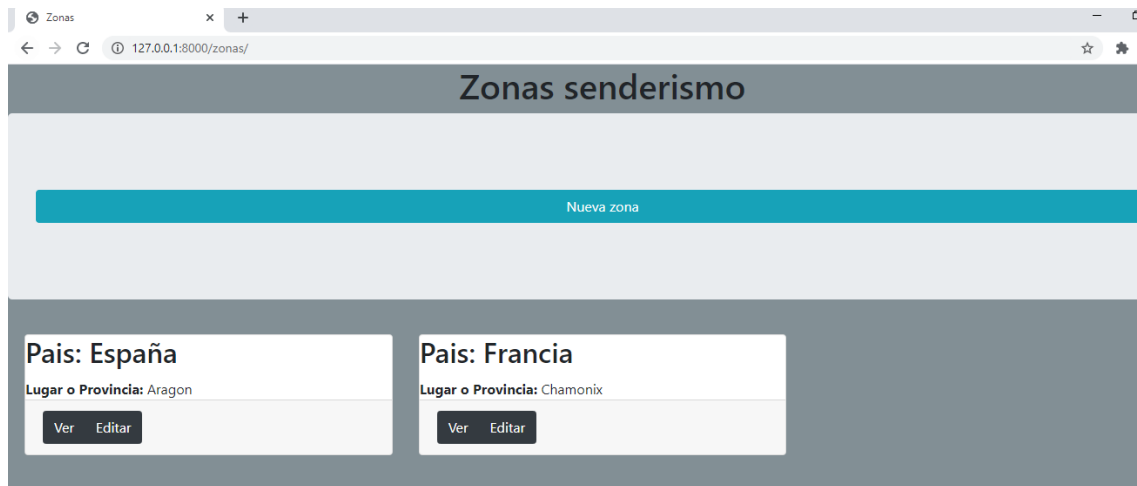 Zonas
127.0.0.1:8000/zonas/
Zonas senderismo
Nueva zona
Pais: España
Lugar o Provincia: Aragon
Ver Editar
Pais: Francia
Lugar o Provincia: Chamonix
Ver Editar